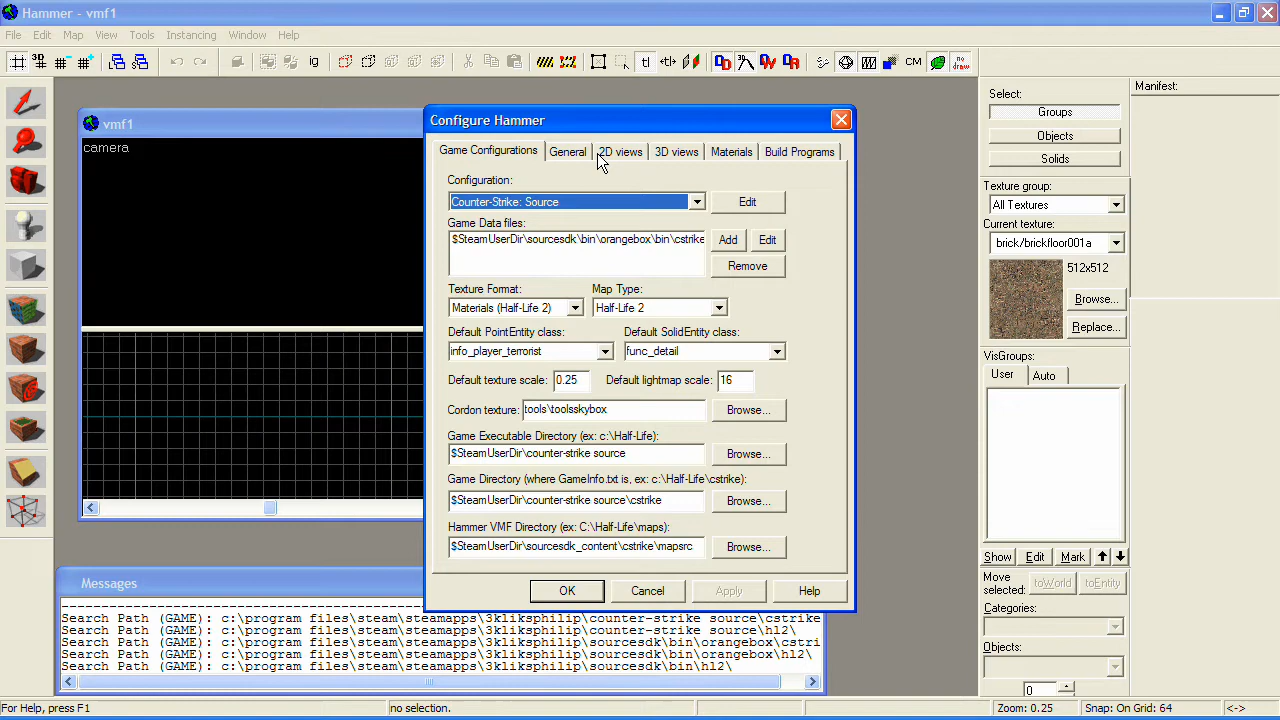 Hammer - vmf1
File Edit Map View Tools Instancing Window Help
3D ig tl tl D D 3D W R CM no draw
vmf1
camera
Configure Hammer
Game Configurations General 2D views 3D views Materials Build Programs
Configuration:
Counter-Strike: Source Edit
Game Data files:
$SteamUserDir\sourcesdk\bin\orangebox\bin\cstrike Add Edit
Remove
Texture Format: Map Type:
Materials (Half-Life 2) Half-Life 2
Default PointEntity class: Default SolidEntity class:
info_player_terrorist func_detail
Default texture scale: 0.25 Default lightmap scale: 16
Cordon texture: tools\toolsskybox Browse...
Game Executable Directory (ex: c:\Half-Life):
$SteamUserDir\counter-strike source Browse...
Game Directory (where GameInfo.txt is, ex: c:\Half-Life\cstrike):
$SteamUserDir\counter-strike source\cstrike Browse...
Hammer VMF Directory (ex: C:\Half-Life\maps):
$SteamUserDir\sourcesdk_content\cstrike\mapsrc Browse...
OK Cancel Apply Help
Messages
Search Path (GAME): c:\program files\steam\steamapps\3kliksphilip\counter-strike source\cstrike\
Search Path (GAME): c:\program files\steam\steamapps\3kliksphilip\counter-strike source\hl2\
Search Path (GAME): c:\program files\steam\steamapps\3kliksphilip\sourcesdk\bin\orangebox\cstri
Search Path (GAME): c:\program files\steam\steamapps\3kliksphilip\sourcesdk\bin\orangebox\hl2\
Search Path (GAME): c:\program files\steam\steamapps\3kliksphilip\sourcesdk\bin\hl2\
Select:
Groups
Objects
Solids
Texture group:
All Textures
Current texture:
brick/brickfloor001a
512x512
Browse...
Replace...
VisGroups:
User Auto
Show Edit Mark
Move selected: toWorld toEntity
Categories:
Objects:
0
Manifest:
For Help, press F1 no selection. Zoom: 0.25 Snap: On Grid: 64 <->